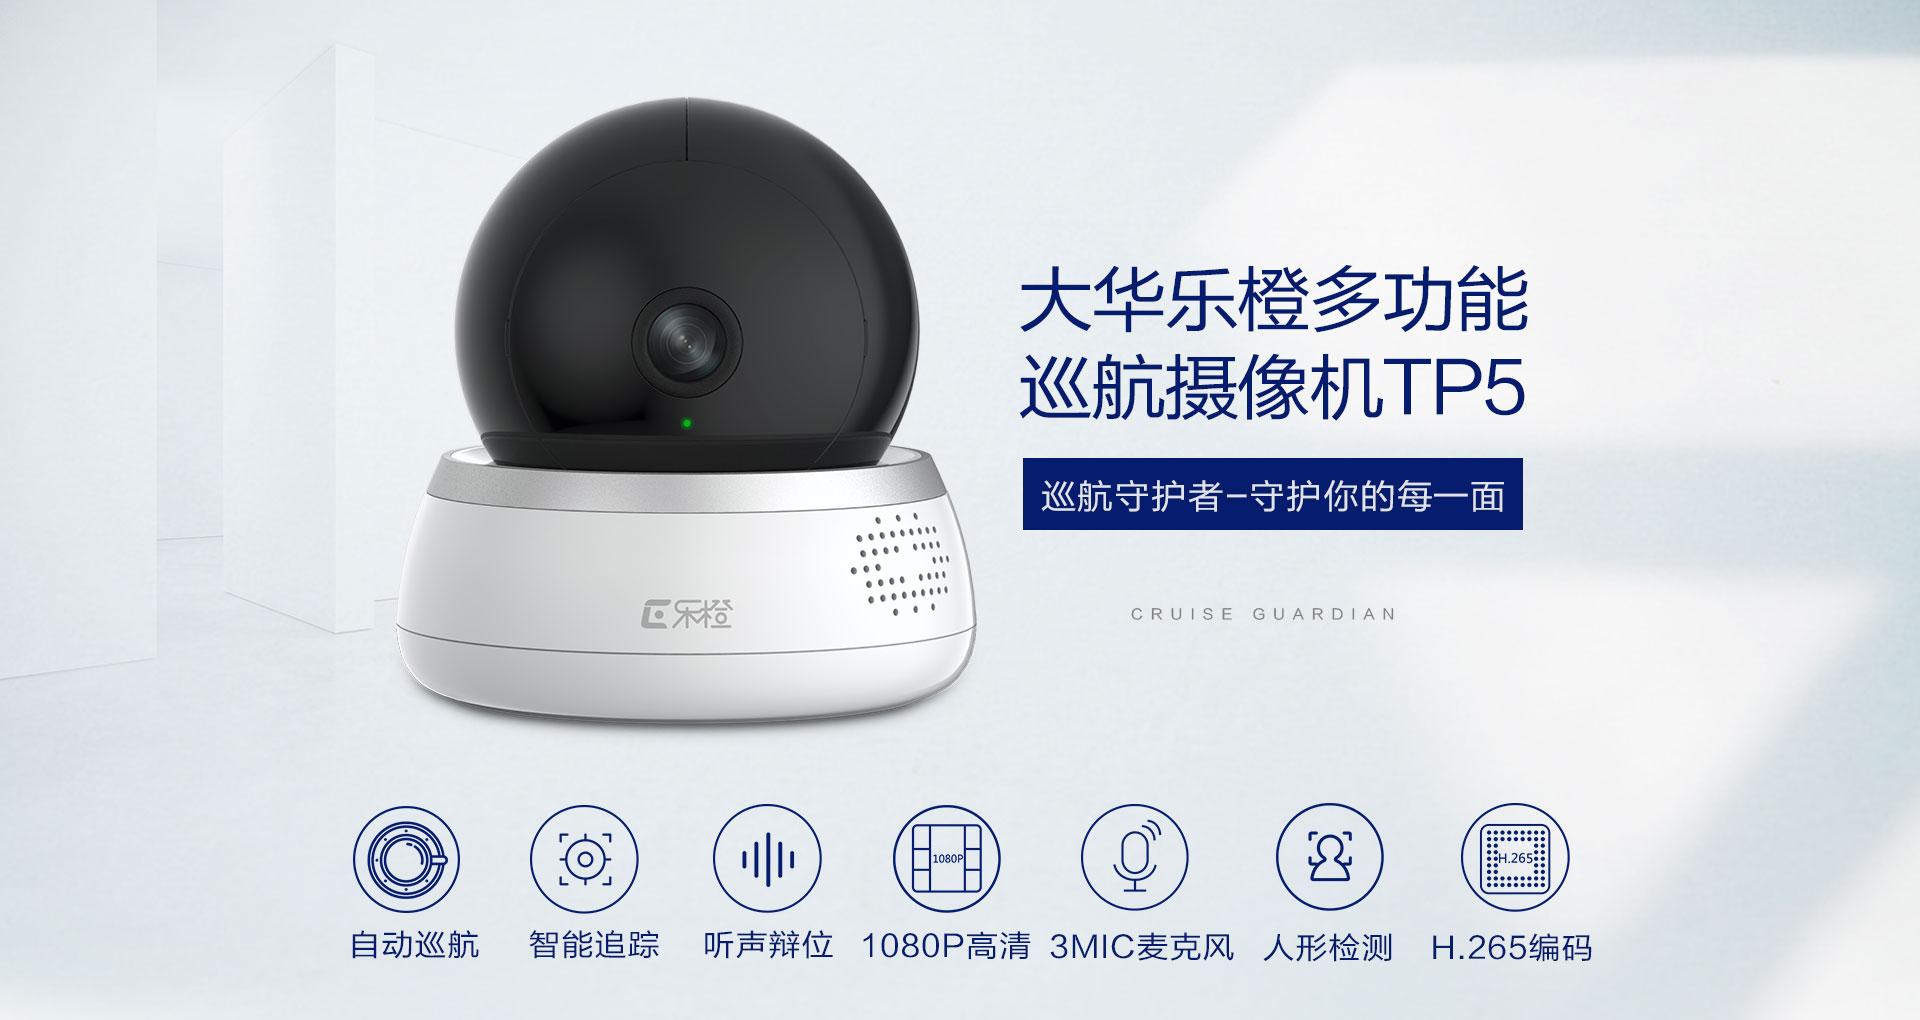 大华乐橙多功能
巡航摄像机TP5
巡航守护者-守护你的每一面
CRUISE GUARDIAN
乐橙
1080P
H.265
自动巡航
智能追踪
听声辩位
1080P高清
3MIC麦克风
人形检测
H.265编码